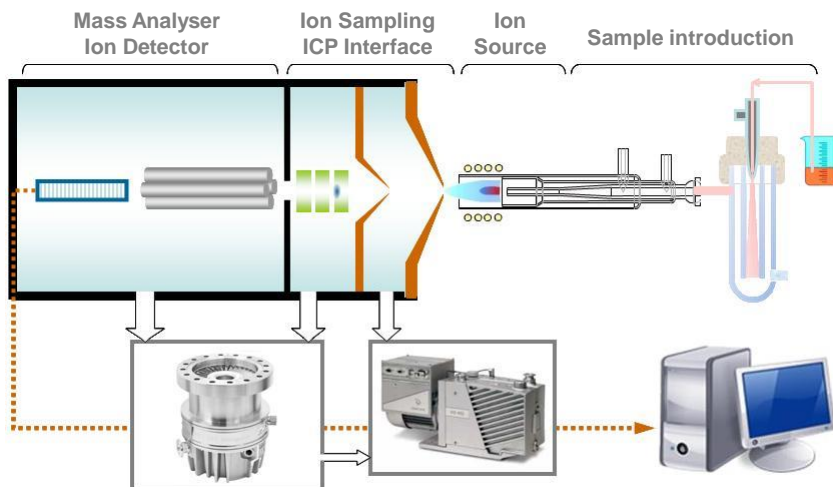 Mass Analyser
Ion Detector
Ion Sampling
ICP Interface
Ion
Source
Sample introduction